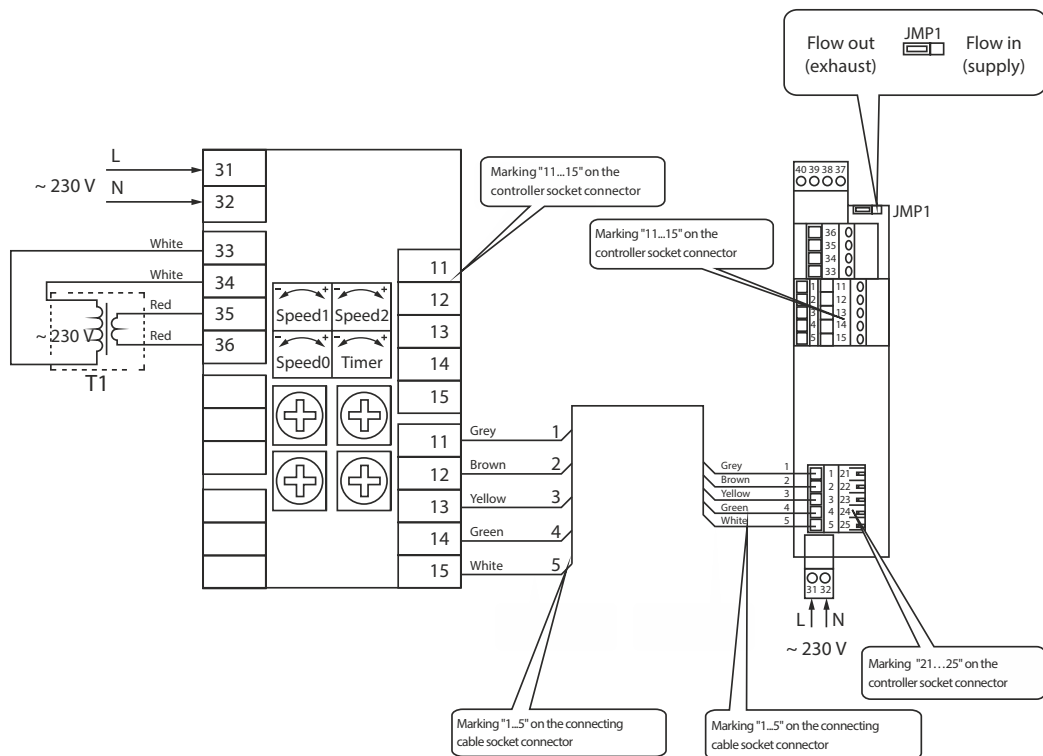 Flow out
(exhaust)
JMP1
Flow in
(supply)
L
~ 230 V
N
31
32
White
33
White
34
Red
35
Red
36
~ 230 V
T1
Speed1
Speed2
Speed0
Timer
- +
- +
- +
- +
11
12
13
14
15
11
12
13
14
15
Grey 1
Brown 2
Yellow 3
Green 4
White 5
Marking "11...15" on the
controller socket connector
Marking "11...15" on the
controller socket connector
40 39 38 37
JMP1
36
35
34
33
1 11
2 12
3 13
4 14
5 15
Grey 1
Brown 2
Yellow 3
Green 4
White 5
1 21
2 22
3 23
4 24
5 25
31 32
L N
~ 230 V
Marking "21...25" on the
controller socket connector
Marking "1...5" on the connecting
cable socket connector
Marking "1...5" on the connecting
cable socket connector